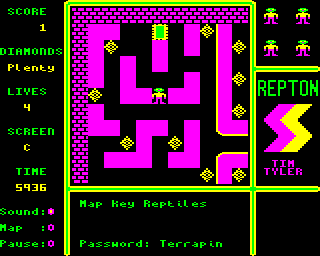 SCORE
1
DIAMONDS
Plenty
LIVES
4
SCREEN
C
TIME
5936
Sound:
Map :
Pause:
REPTON
TIM
TYLER
Map Key Reptiles
Password: Terrapin